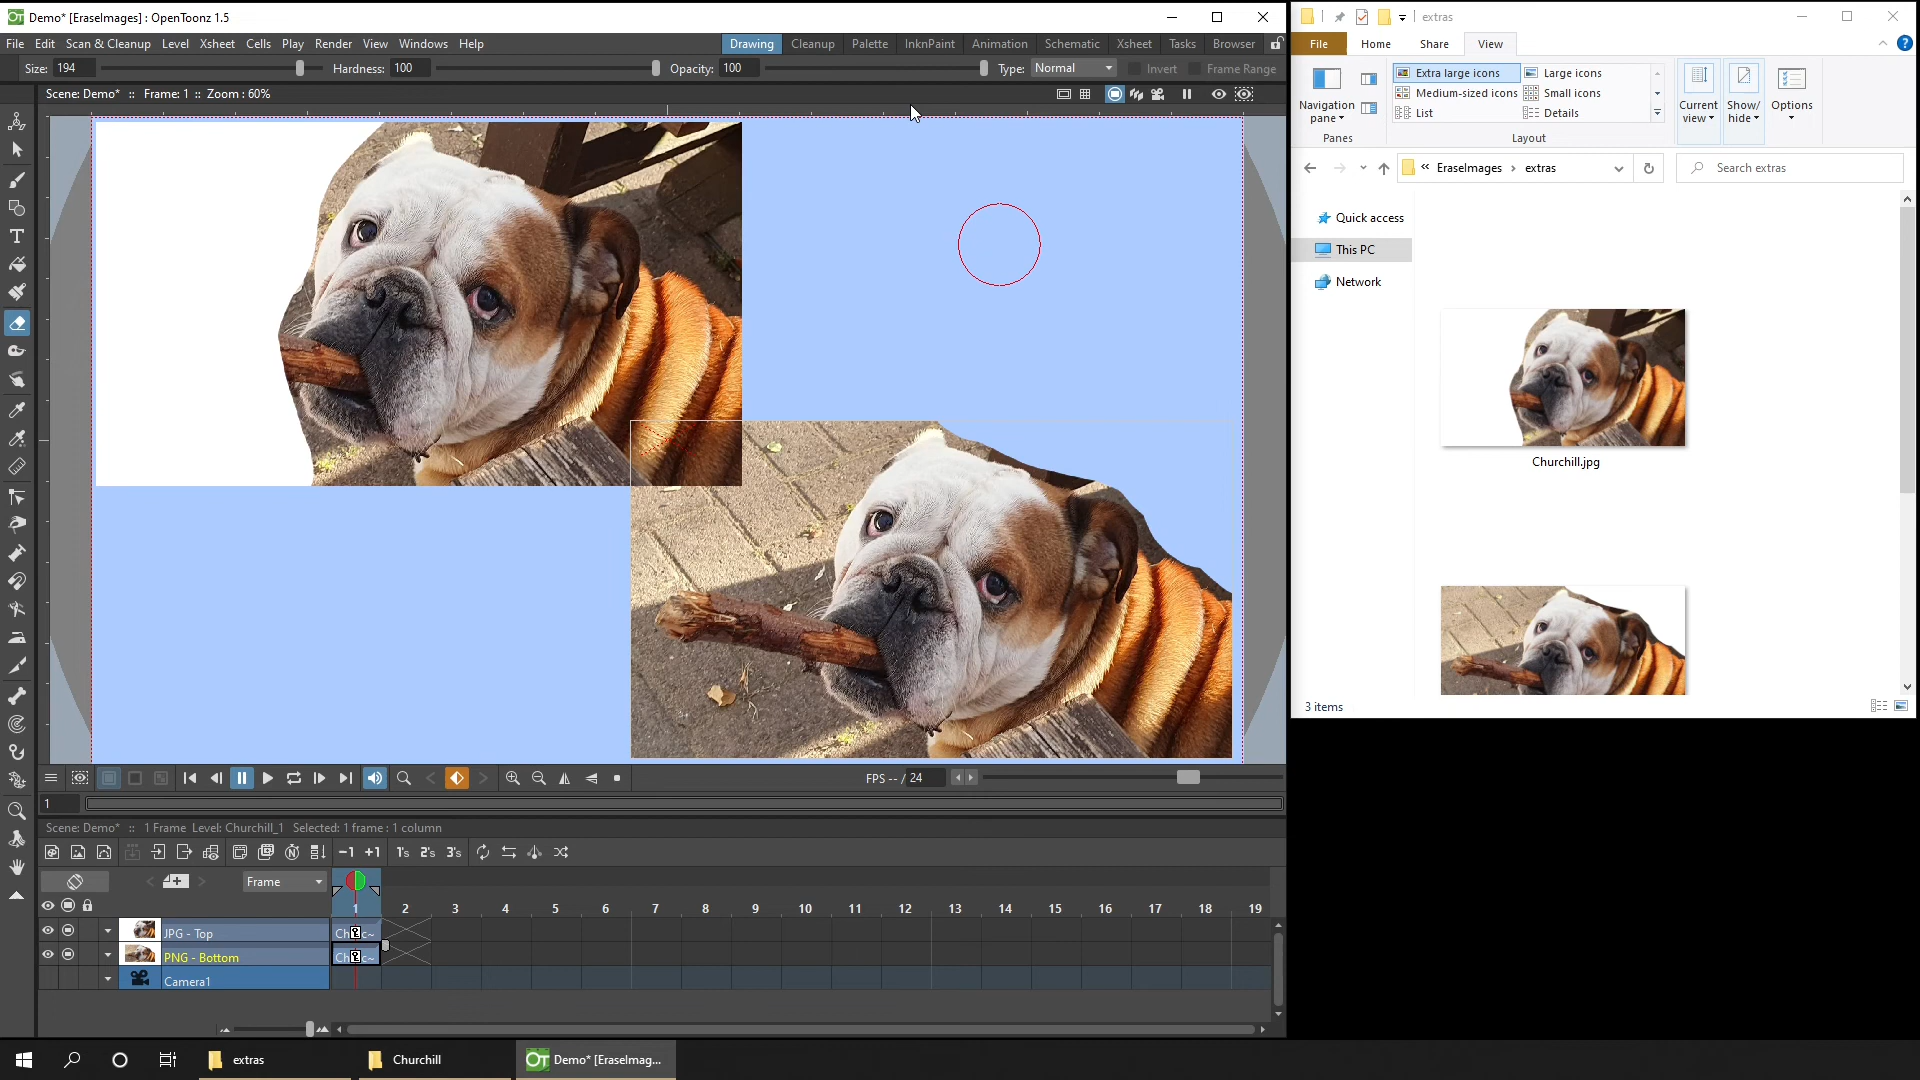 Demo* [EraseImages] : OpenToonz 1.5
File Edit Scan & Cleanup Level Xsheet Cells Play Render View Windows Help
Drawing Cleanup Palette InknPaint Animation Schematic Xsheet Tasks Browser
Size: 194 Hardness: 100 Opacity: 100 Type: Normal Invert Frame Range
Scene: Demo* :: Frame: 1 :: Zoom : 60%
FPS -- / 24
1
Scene: Demo* :: 1 Frame Level: Churchill_1 Selected: 1 frame : 1 column
-1 +1 1's 2's 3's
Frame
1 2 3 4 5 6 7 8 9 10 11 12 13 14 15 16 17 18 19
JPG - Top
PNG - Bottom
Camera1
extras
File Home Share View
Navigation pane
Panes
Extra large icons Large icons
Medium-sized icons Small icons
List Details
Layout
Current view
Show/ hide
Options
« EraseImages › extras
Search extras
Quick access
This PC
Network
Churchill.jpg
3 items
extras
Churchill
Demo* [EraseImag...